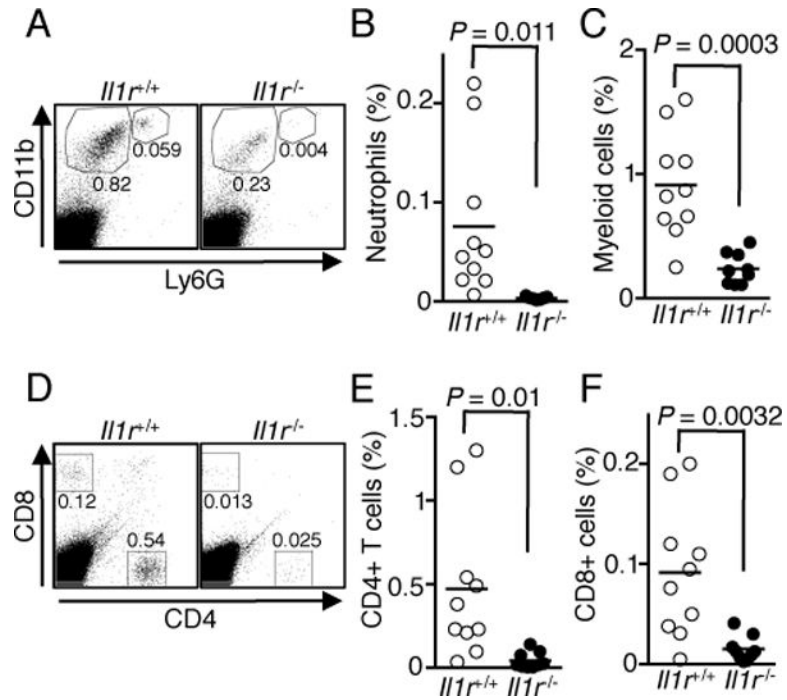 A
Il1r+/+
Il1r-/-
CD11b
0.059
0.82
0.004
0.23
Ly6G
B
P = 0.011
Neutrophils (%)
0.2
0.1
0
Il1r+/+
Il1r-/-
C
P = 0.0003
Myeloid cells (%)
2
1
0
Il1r+/+
Il1r-/-
D
Il1r+/+
Il1r-/-
CD8
0.12
0.54
0.013
0.025
CD4
E
P = 0.01
CD4+ T cells (%)
1.5
1
0.5
0
Il1r+/+
Il1r-/-
F
P = 0.0032
CD8+ cells (%)
0.2
0.1
0
Il1r+/+
Il1r-/-